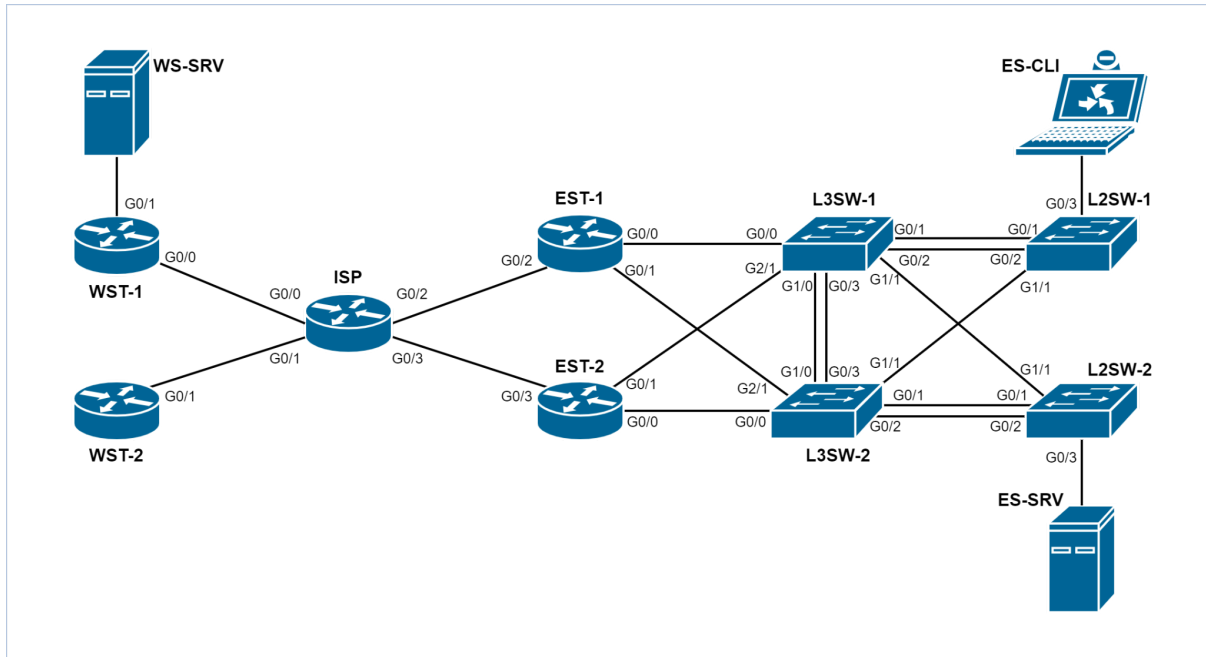 WS-SRV
ES-CLI
G0/1
EST-1
L3SW-1
G0/3
L2SW-1
G0/0
G0/0
G0/0
G0/1
G0/1
G0/2
G0/1
G0/2
G0/2
WST-1
ISP
G2/1
G1/0
G0/3
G1/1
G1/1
G0/0
G0/2
G0/1
G0/3
EST-2
G1/0
G0/3
G1/1
G1/1
L2SW-2
G0/1
G0/3
G0/1
G2/1
G0/1
G0/1
G0/0
G0/0
G0/2
G0/2
WST-2
L3SW-2
G0/3
ES-SRV